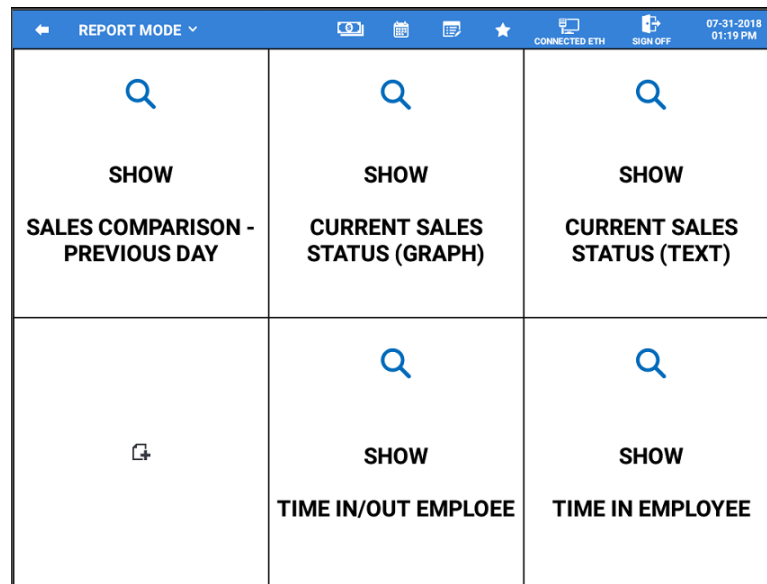 REPORT MODE
CONNECTED ETH
SIGN OFF
07-31-2018
01:19 PM
SHOW
SALES COMPARISON -
PREVIOUS DAY
SHOW
CURRENT SALES
STATUS (GRAPH)
SHOW
CURRENT SALES
STATUS (TEXT)
SHOW
TIME IN/OUT EMPLOEE
SHOW
TIME IN EMPLOYEE